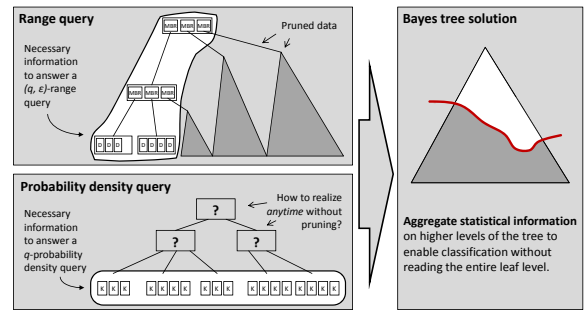 Range query
Necessary
information
to answer a
(q, ε)-range
query
MBR MBR MBR
Pruned data
MBR MBR MBR
D D D
D D D D
Probability density query
Necessary
information
to answer a
q-probability
density query
?
How to realize
anytime without
pruning?
? ?
K K K
K K K K
K K K
K K K K K K K
Bayes tree solution
Aggregate statistical information
on higher levels of the tree to
enable classification without
reading the entire leaf level.